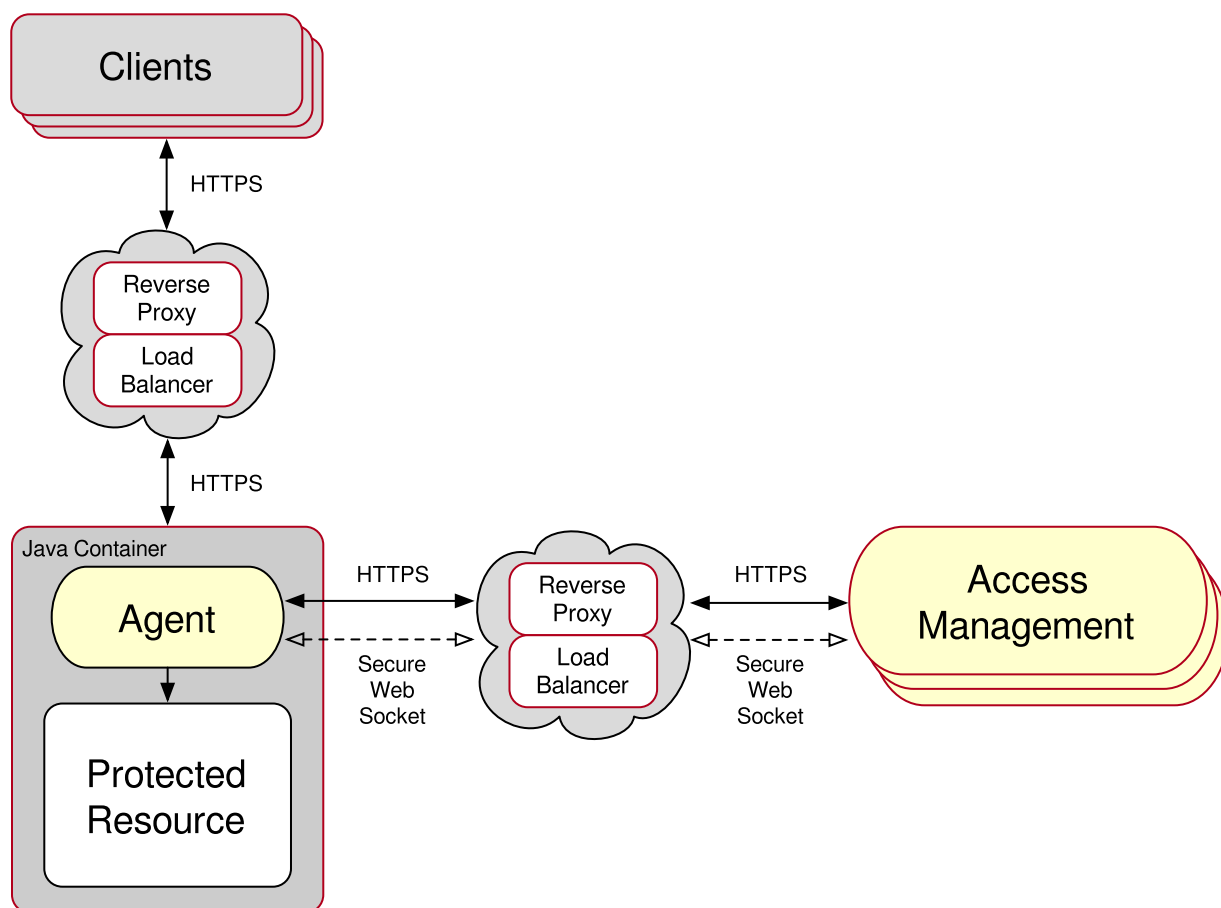 Clients
HTTPS
Reverse
Proxy
Load
Balancer
HTTPS
Java Container
Agent
Protected
Resource
HTTPS
Secure
Web
Socket
Reverse
Proxy
Load
Balancer
HTTPS
Secure
Web
Socket
Access
Management